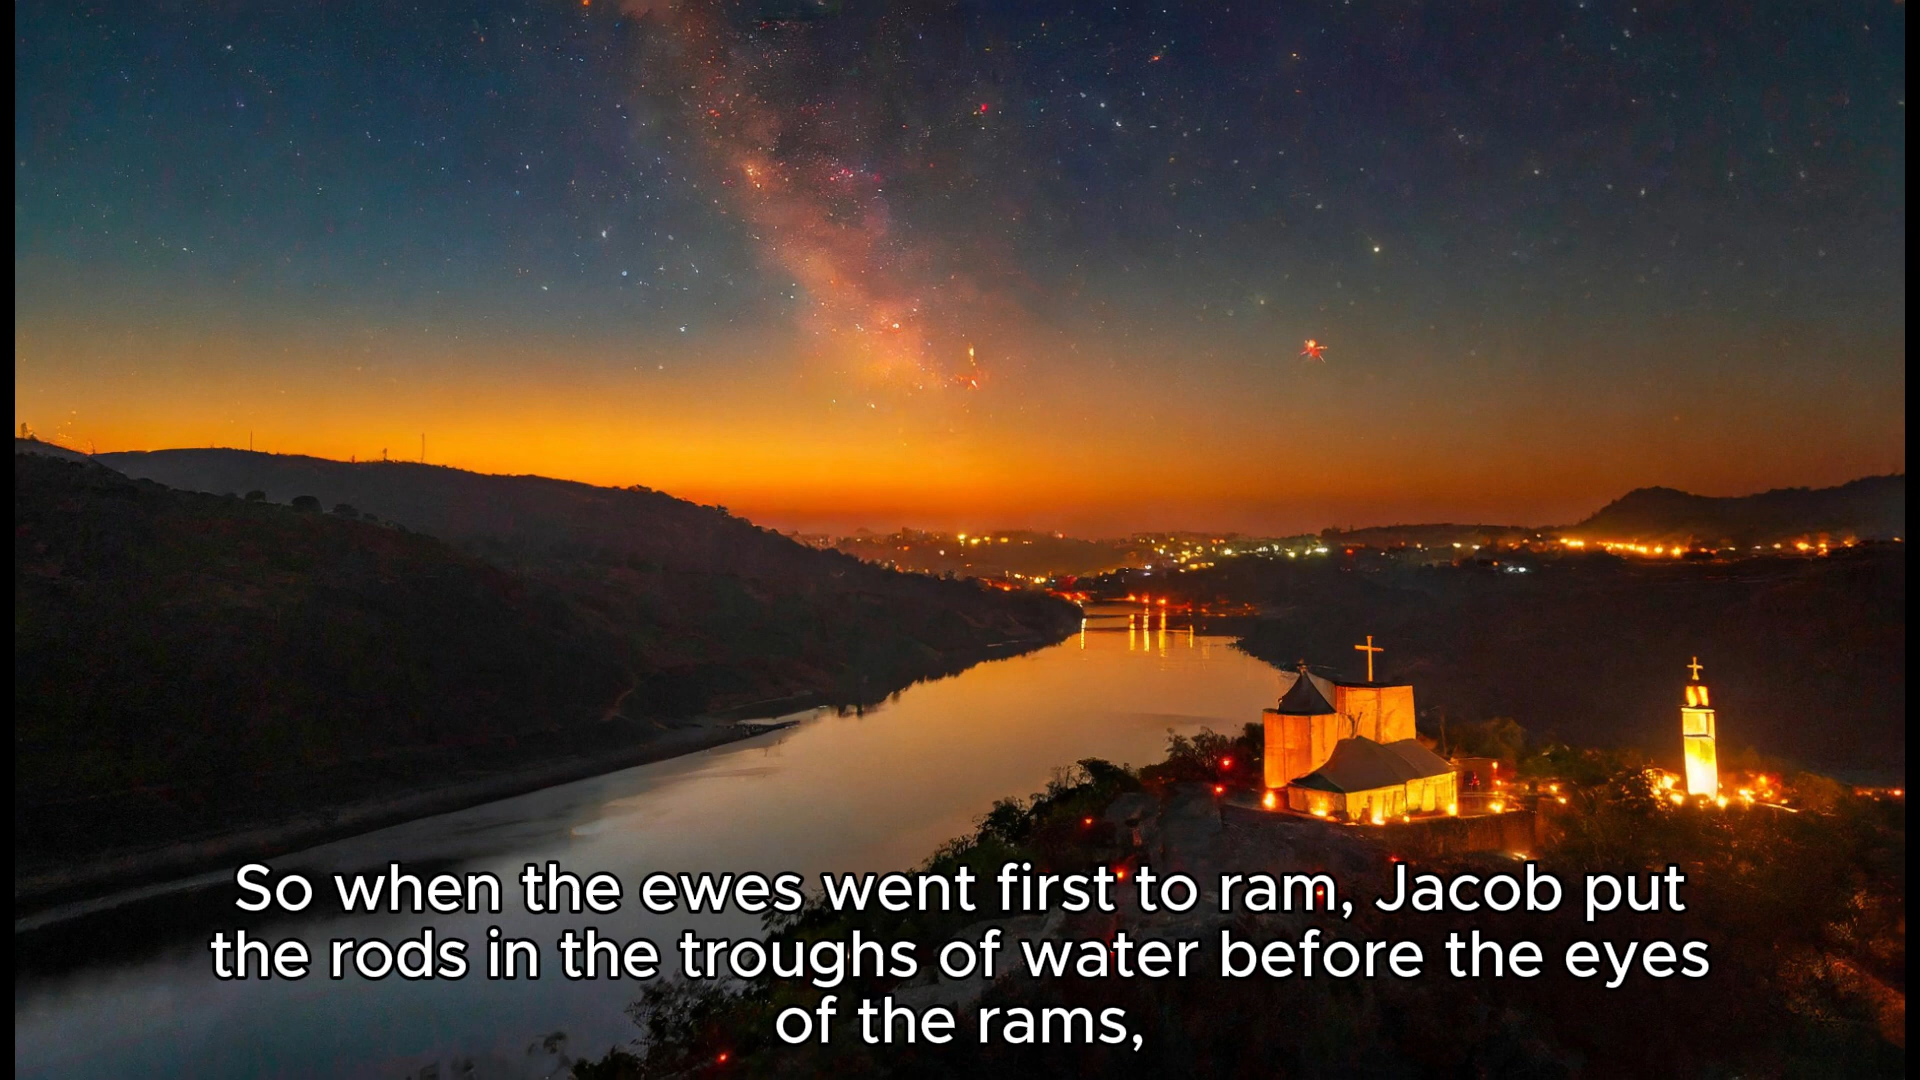 So when the ewes went first to ram, Jacob put
the rods in the troughs of water before the eyes
of the rams,